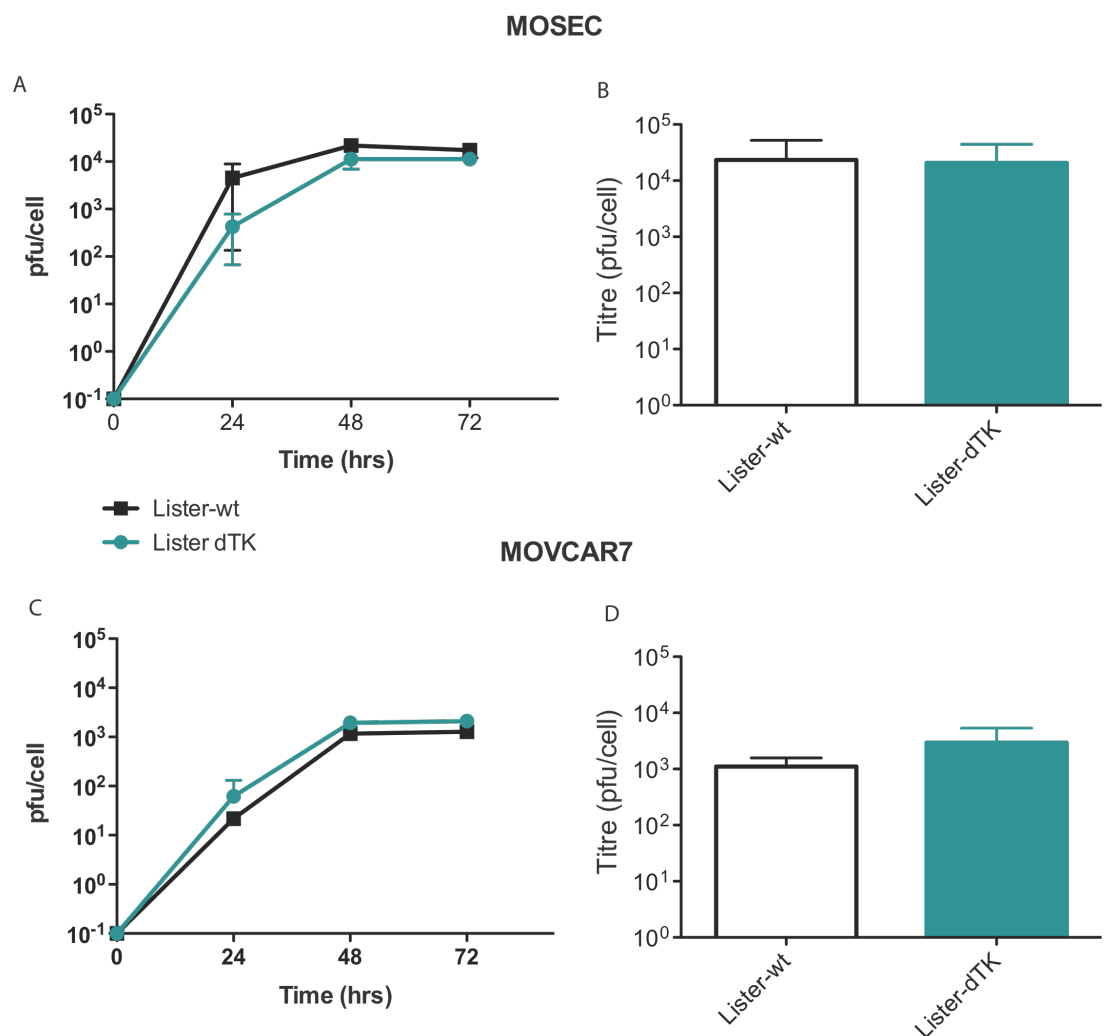 MOSEC
A
pfu/cell
10^5
10^4
10^3
10^2
10^1
10^0
10^-1
0 24 48 72
Time (hrs)
B
Titre (pfu/cell)
10^5
10^4
10^3
10^2
10^1
10^0
Lister-wt
Lister-dTK
Lister-wt
Lister dTK
MOVCAR7
C
pfu/cell
10^5
10^4
10^3
10^2
10^1
10^0
10^-1
0 24 48 72
Time (hrs)
D
Titre (pfu/cell)
10^5
10^4
10^3
10^2
10^1
10^0
Lister-wt
Lister-dTK